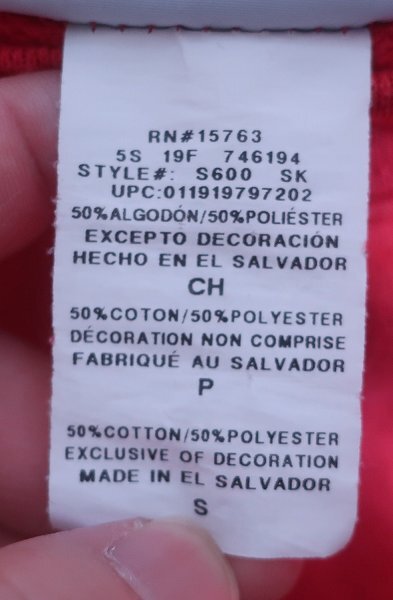 RN#15763
5S 19F 746194
STYLE#: S600 SK
UPC:011919797202
50%ALGODÓN/50%POLIÉSTER
EXCEPTO DECORACIÓN
HECHO EN EL SALVADOR
CH
50%COTON/50%POLYESTER
DÉCORATION NON COMPRISE
FABRIQUÉ AU SALVADOR
P
50%COTTON/50%POLYESTER
EXCLUSIVE OF DECORATION
MADE IN EL SALVADOR
S